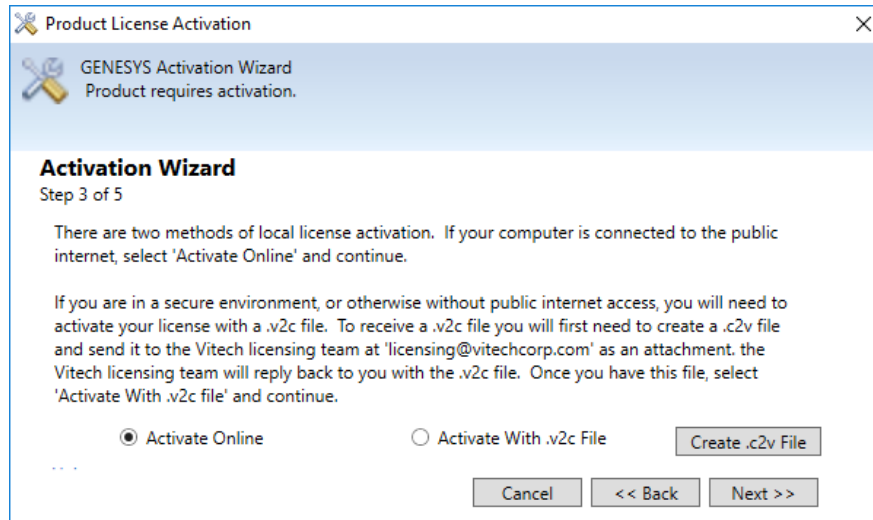 Product License Activation
GENESYS Activation Wizard
Product requires activation.
Activation Wizard
Step 3 of 5
There are two methods of local license activation.  If your computer is connected to the public
internet, select 'Activate Online' and continue.
If you are in a secure environment, or otherwise without public internet access, you will need to
activate your license with a .v2c file.  To receive a .v2c file you will first need to create a .c2v file
and send it to the Vitech licensing team at 'licensing@vitechcorp.com' as an attachment. the
Vitech licensing team will reply back to you with the .v2c file.  Once you have this file, select
'Activate With .v2c file' and continue.
Activate Online
Activate With .v2c File
Create .c2v File
Cancel
<< Back
Next >>